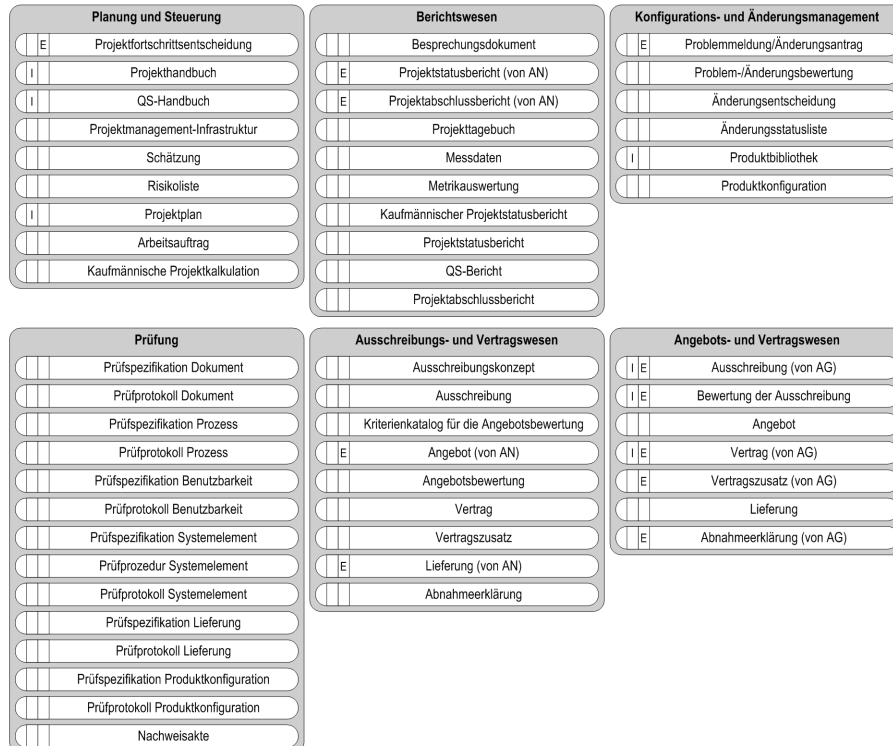 Planung und Steuerung
E Projektfortschrittsentscheidung
I Projekthandbuch
I QS-Handbuch
Projektmanagement-Infrastruktur
Schätzung
Risikoliste
I Projektplan
Arbeitsauftrag
Kaufmännische Projektkalkulation
Berichtswesen
Besprechungsdokument
E Projektstatusbericht (von AN)
E Projektabschlussbericht (von AN)
Projekttagebuch
Messdaten
Metrikauswertung
Kaufmännischer Projektstatusbericht
Projektstatusbericht
QS-Bericht
Projektabschlussbericht
Konfigurations- und Änderungsmanagement
E Problemmeldung/Änderungsantrag
Problem-/Änderungsbewertung
Änderungsentscheidung
Änderungsstatusliste
I Produktbibliothek
Produktkonfiguration
Prüfung
Prüfspezifikation Dokument
Prüfprotokoll Dokument
Prüfspezifikation Prozess
Prüfprotokoll Prozess
Prüfspezifikation Benutzbarkeit
Prüfprotokoll Benutzbarkeit
Prüfspezifikation Systemelement
Prüfprozedur Systemelement
Prüfprotokoll Systemelement
Prüfspezifikation Lieferung
Prüfprotokoll Lieferung
Prüfspezifikation Produktkonfiguration
Prüfprotokoll Produktkonfiguration
Nachweisakte
Ausschreibungs- und Vertragswesen
Ausschreibungskonzept
Ausschreibung
Kriterienkatalog für die Angebotsbewertung
E Angebot (von AN)
Angebotsbewertung
Vertrag
Vertragszusatz
E Lieferung (von AN)
Abnahmeerklärung
Angebots- und Vertragswesen
I E Ausschreibung (von AG)
I E Bewertung der Ausschreibung
Angebot
I E Vertrag (von AG)
E Vertragszusatz (von AG)
Lieferung
E Abnahmeerklärung (von AG)